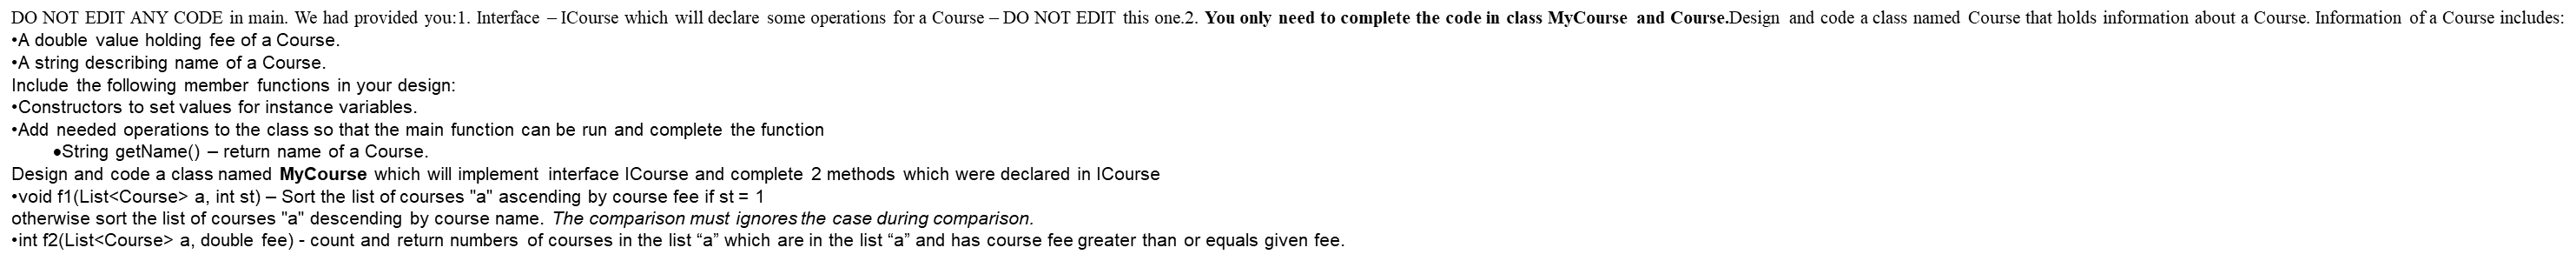 DO NOT EDIT ANY CODE in main. We had provided you:1. Interface – ICourse which will declare some operations for a Course – DO NOT EDIT this one.2. You only need to complete the code in class MyCourse and Course.Design and code a class named Course that holds information about a Course. Information of a Course includes:
•A double value holding fee of a Course.
•A string describing name of a Course.
Include the following member functions in your design:
•Constructors to set values for instance variables.
•Add needed operations to the class so that the main function can be run and complete the function
●String getName() – return name of a Course.
Design and code a class named MyCourse which will implement interface ICourse and complete 2 methods which were declared in ICourse
•void f1(List<Course> a, int st) – Sort the list of courses "a" ascending by course fee if st = 1
otherwise sort the list of courses "a" descending by course name. The comparison must ignores the case during comparison.
•int f2(List<Course> a, double fee) - count and return numbers of courses in the list “a” which are in the list “a” and has course fee greater than or equals given fee.